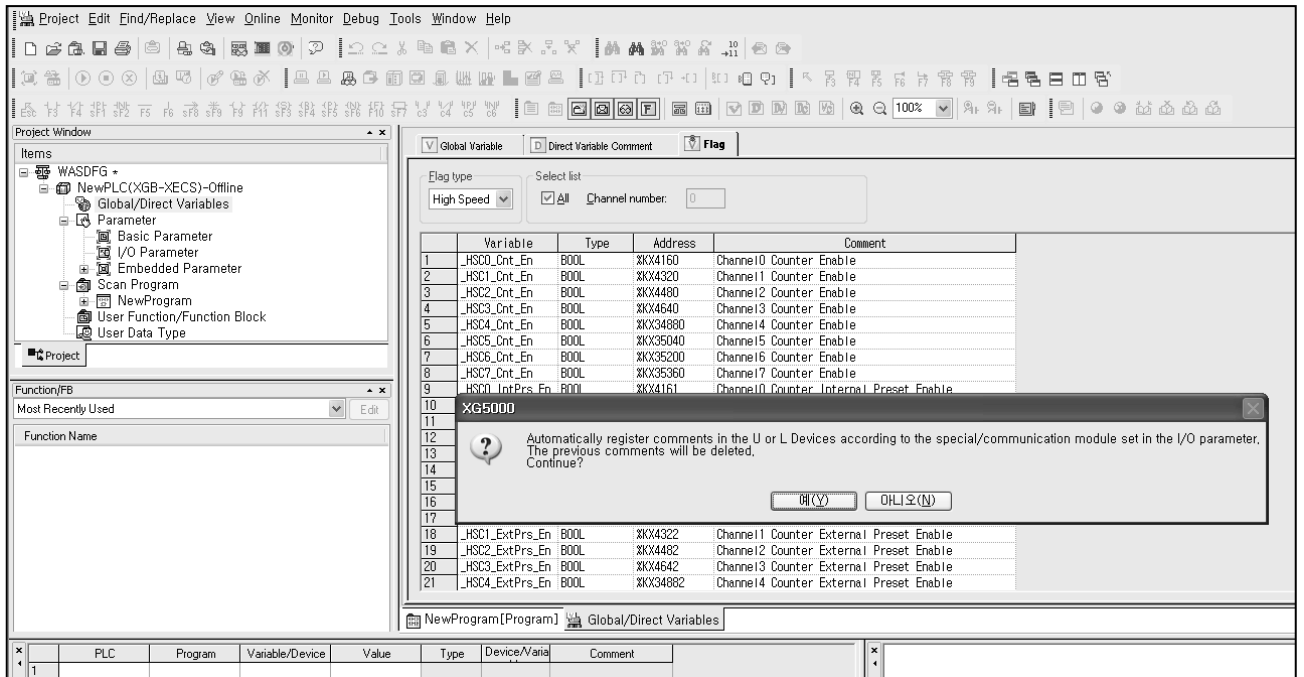 Project Edit Find/Replace View Online Monitor Debug Tools Window Help
100%
Project Window
Items
WASDFG *
NewPLC(XGB-XECS)-Offline
Global/Direct Variables
Parameter
Basic Parameter
I/O Parameter
Embedded Parameter
Scan Program
NewProgram
User Function/Function Block
User Data Type
Project
Function/FB
Most Recently Used Edit
Function Name
V Global Variable D Direct Variable Comment Flag
Flag type Select list
High Speed All Channel number: 0
Variable Type Address Comment
1 _HSC0_Cnt_En BOOL %KX4160 Channel0 Counter Enable
2 _HSC1_Cnt_En BOOL %KX4320 Channel1 Counter Enable
3 _HSC2_Cnt_En BOOL %KX4480 Channel2 Counter Enable
4 _HSC3_Cnt_En BOOL %KX4640 Channel3 Counter Enable
5 _HSC4_Cnt_En BOOL %KX34880 Channel4 Counter Enable
6 _HSC5_Cnt_En BOOL %KX35040 Channel5 Counter Enable
7 _HSC6_Cnt_En BOOL %KX35200 Channel6 Counter Enable
8 _HSC7_Cnt_En BOOL %KX35360 Channel7 Counter Enable
9 _HSC0_IntPrs_En BOOL %KX4161 Channel0 Counter Internal Preset Enable
10
11
12
13
14
15
16
17
XG5000
Automatically register comments in the U or L Devices according to the special/communication module set in the I/O parameter.
The previous comments will be deleted.
Continue?
예(Y) 아니오(N)
18 _HSC1_ExtPrs_En BOOL %KX4322 Channel1 Counter External Preset Enable
19 _HSC2_ExtPrs_En BOOL %KX4482 Channel2 Counter External Preset Enable
20 _HSC3_ExtPrs_En BOOL %KX4642 Channel3 Counter External Preset Enable
21 _HSC4_ExtPrs_En BOOL %KX34882 Channel4 Counter External Preset Enable
NewProgram[Program] Global/Direct Variables
PLC Program Variable/Device Value Type Device/Varia Comment
1